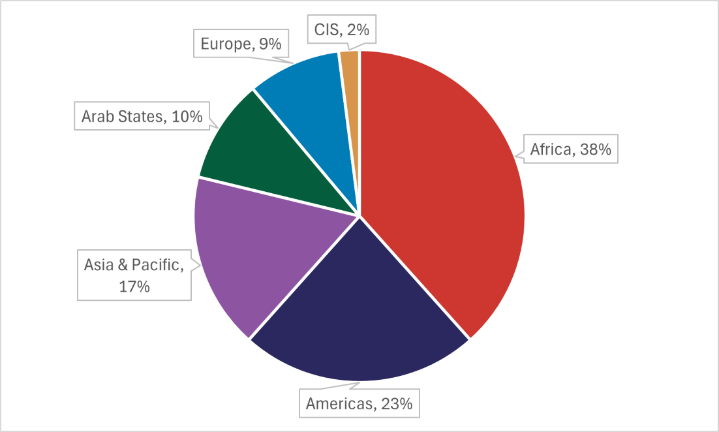 CIS, 2%
Europe, 9%
Arab States, 10%
Africa, 38%
Asia & Pacific,
17%
Americas, 23%